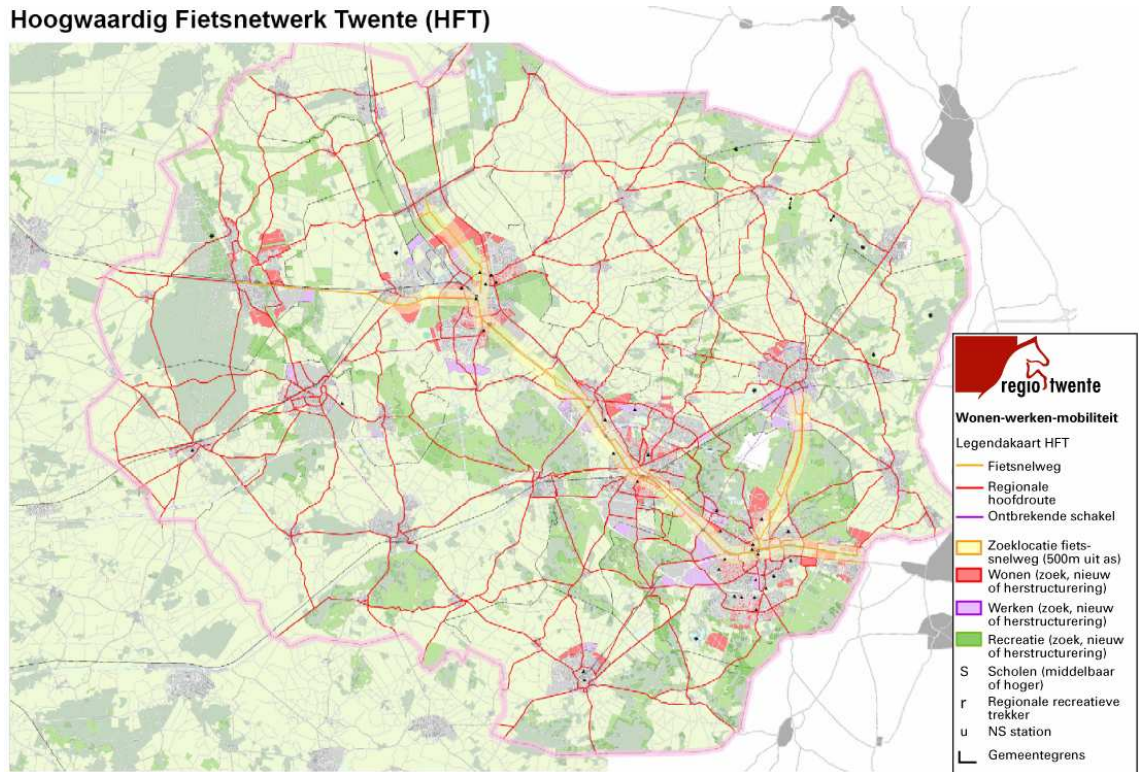 Hoogwaardig Fietsnetwerk Twente (HFT)
regio twente
Wonen-werken-mobiliteit
Legendakaart HFT
Fietsnelweg
Regionale
hoofdroute
Ontbrekende schakel
Zoeklocatie fiets-
snelweg (500m uit as)
Wonen (zoek, nieuw
of herstructurering)
Werken (zoek, nieuw
of herstructurering)
Recreatie (zoek, nieuw
of herstructurering)
S Scholen (middelbaar
of hoger)
r Regionale recreatieve
trekker
u NS station
Gemeentegrens